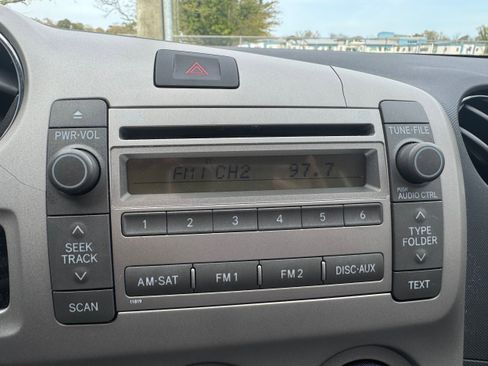 PWR·VOL
TUNE·FILE
FM1 CH2 97.7
PUSH
AUDIO CTRL
1 2 3 4 5 6
SEEK
TRACK
TYPE
FOLDER
AM·SAT FM1 FM2 DISC·AUX
SCAN
11819
TEXT